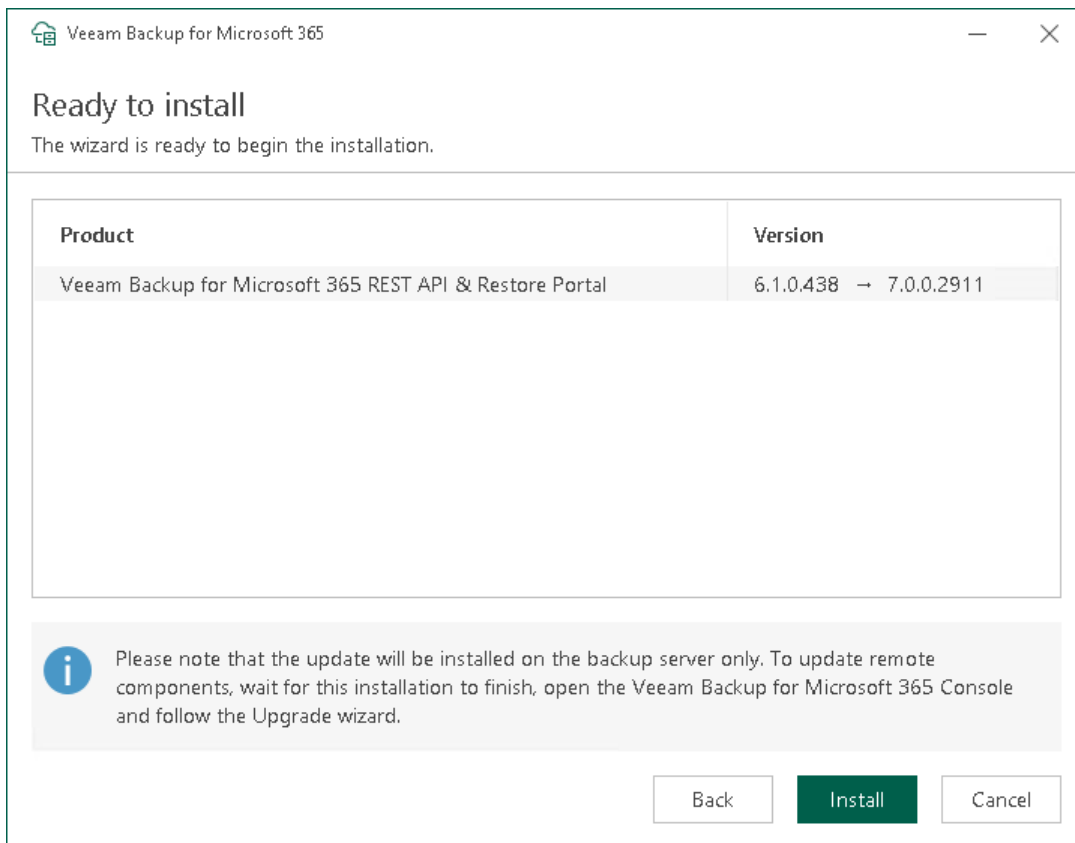 Veeam Backup for Microsoft 365
Ready to install
The wizard is ready to begin the installation.
Product Version
Veeam Backup for Microsoft 365 REST API & Restore Portal 6.1.0.438 → 7.0.0.2911
Please note that the update will be installed on the backup server only. To update remote
components, wait for this installation to finish, open the Veeam Backup for Microsoft 365 Console
and follow the Upgrade wizard.
Back Install Cancel